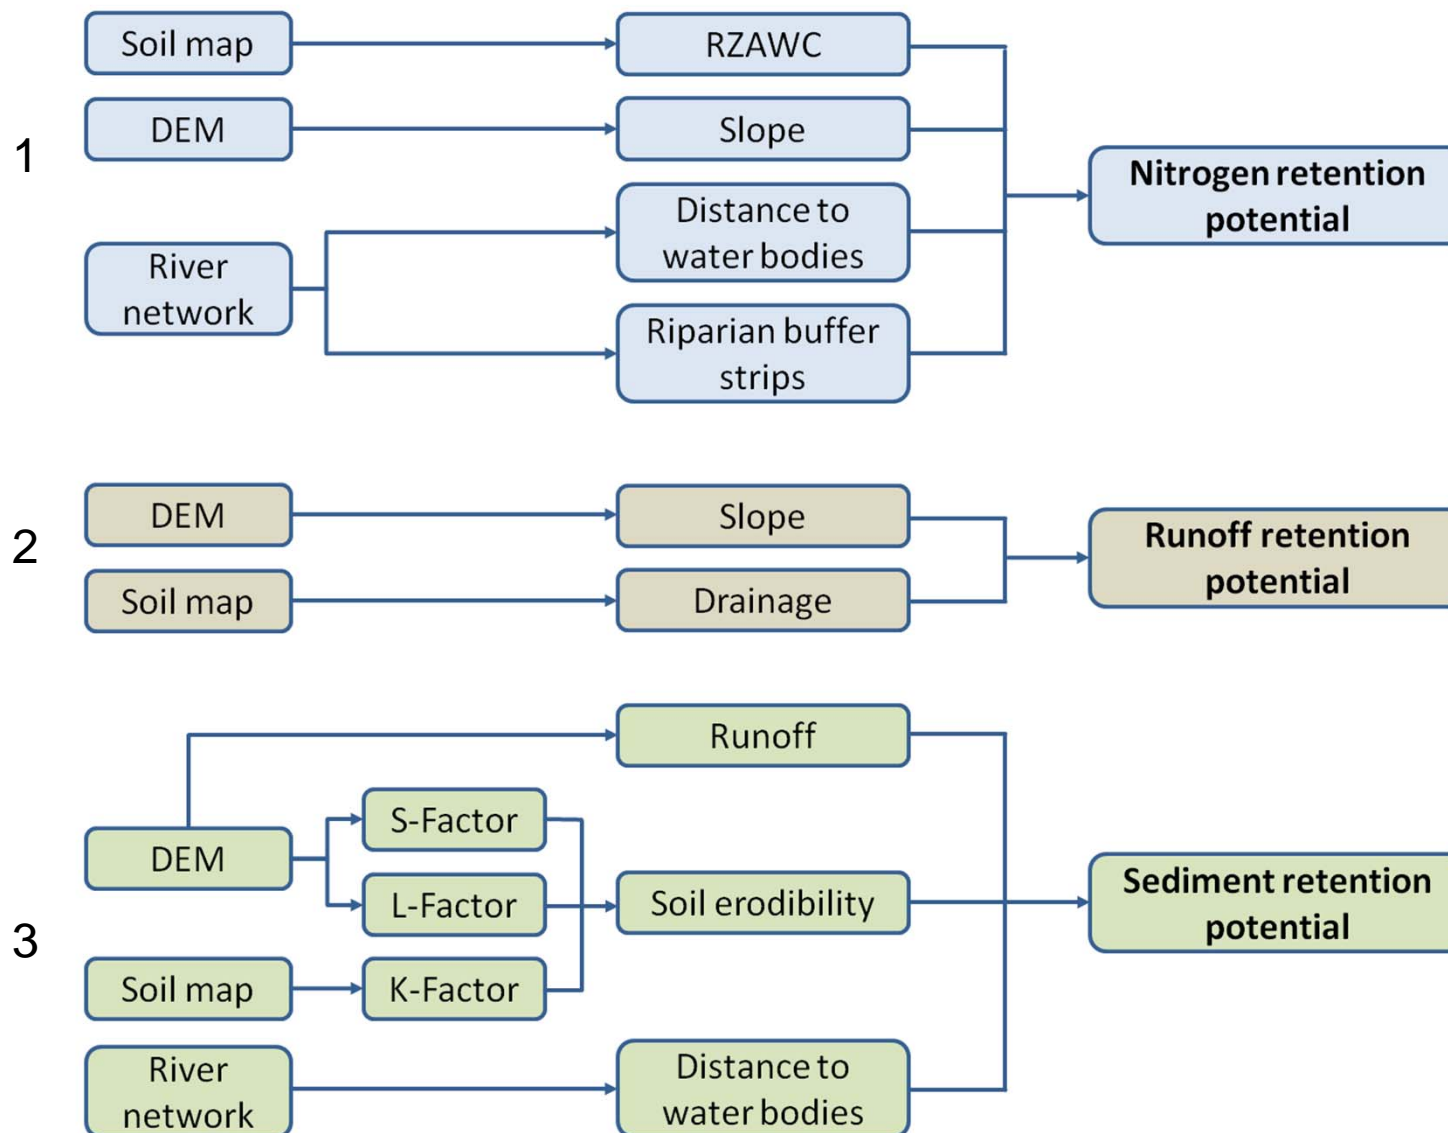 1
Soil map
RZAWC
DEM
Slope
River
network
Distance to
water bodies
Riparian buffer
strips
Nitrogen retention
potential
2
DEM
Slope
Soil map
Drainage
Runoff retention
potential
3
Runoff
DEM
S-Factor
L-Factor
Soil erodibility
Soil map
K-Factor
River
network
Distance to
water bodies
Sediment retention
potential